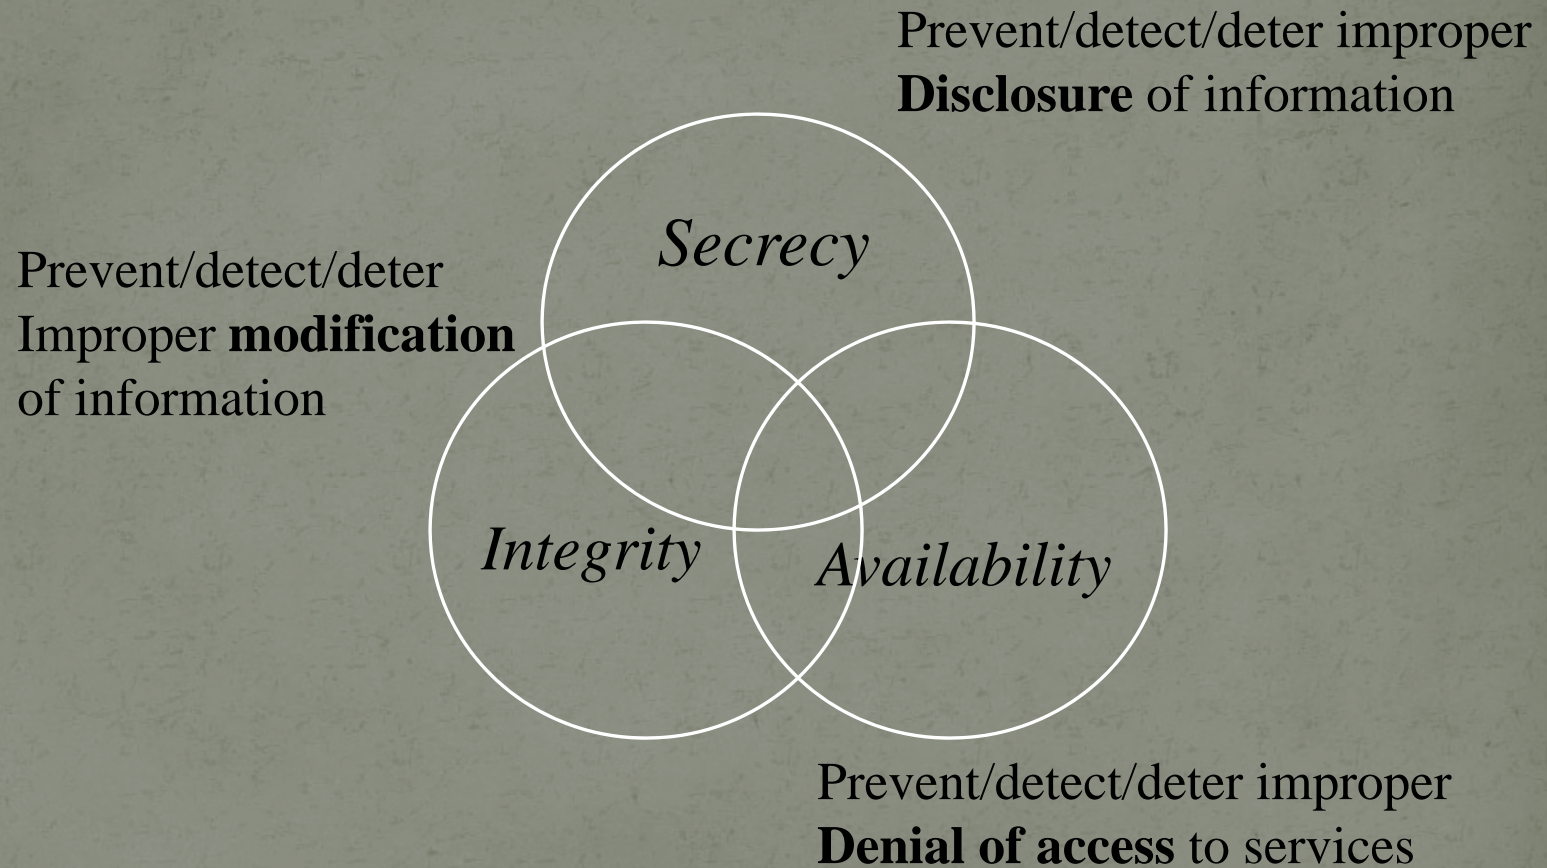 Prevent/detect/deter improper
Disclosure of information
Secrecy
Prevent/detect/deter
Improper modification
of information
Integrity
Availability
Prevent/detect/deter improper
Denial of access to services